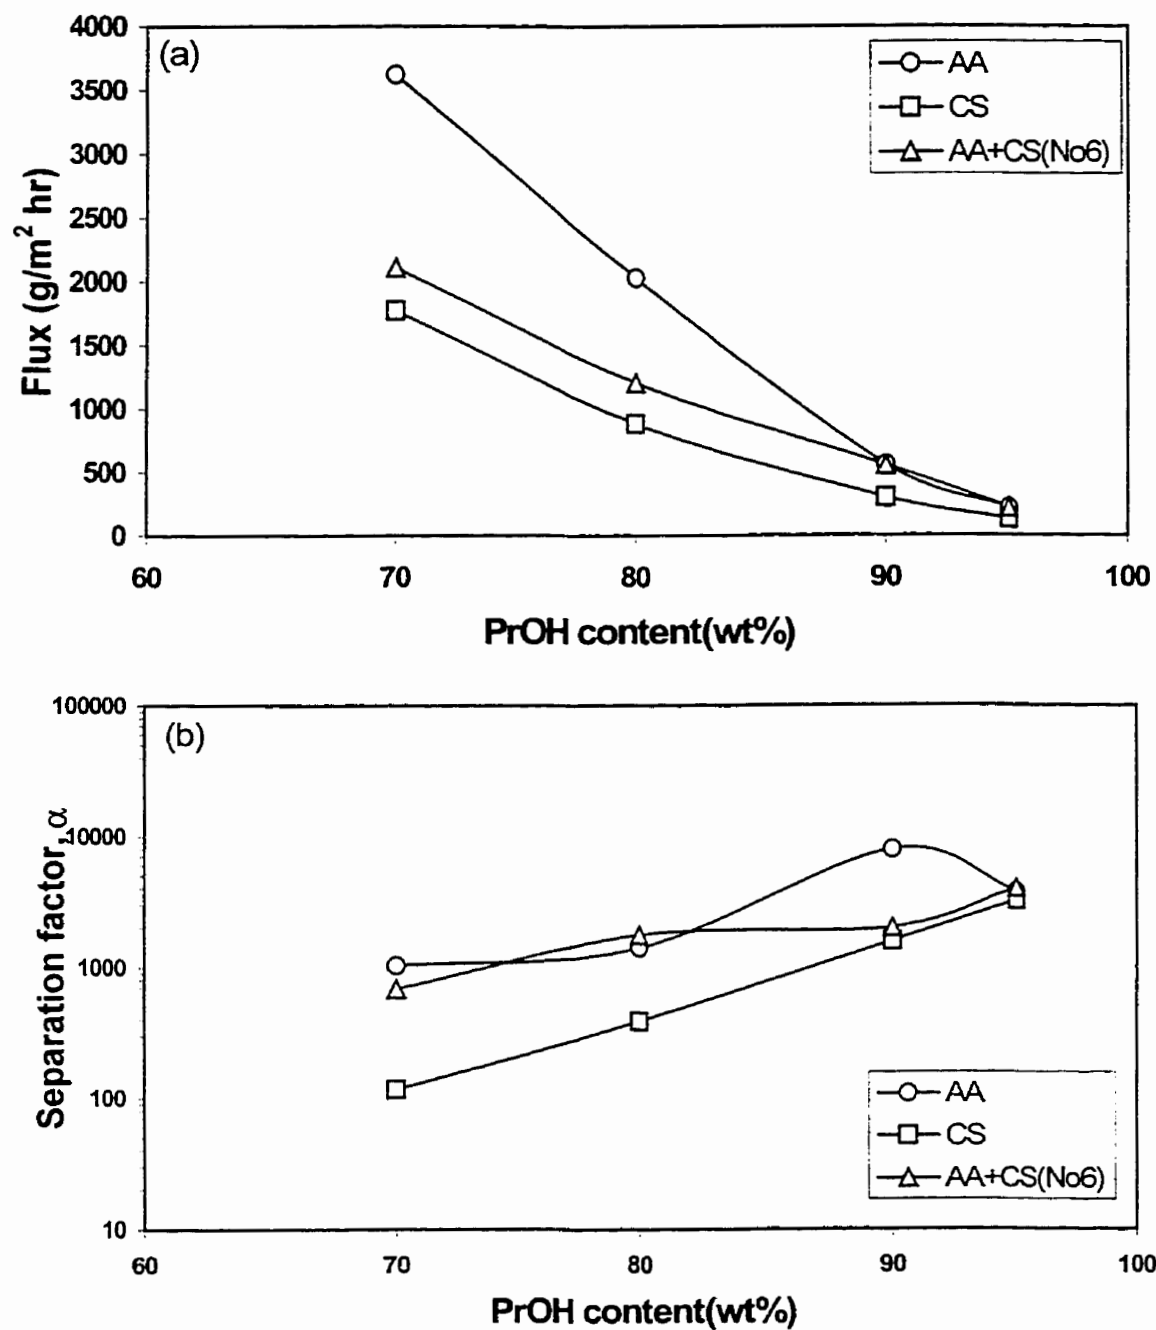 (a)
4000
3500
3000
2500
2000
1500
1000
500
0
Flux (g/m² hr)
60 70 80 90 100
PrOH content(wt%)
AA
CS
AA+CS(No6)
(b)
100000
10000
1000
100
10
Separation factor, α
60 70 80 90 100
PrOH content(wt%)
AA
CS
AA+CS(No6)